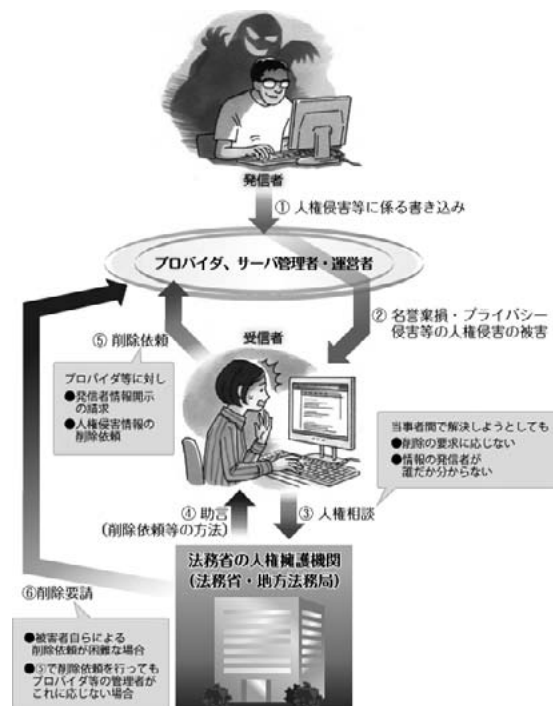 発信者
① 人権侵害等に係る書き込み
プロバイダ、サーバ管理者・運営者
② 名誉棄損・プライバシー
侵害等の人権侵害の被害
⑤ 削除依頼
プロバイダ等に対し
●発信者情報開示
の請求
●人権侵害情報の
削除依頼
受信者
当事者間で解決しようとしても
●削除の要求に応じない
●情報の発信者が
誰だか分からない
④ 助言
(削除依頼等の方法)
③ 人権相談
法務省の人権擁護機関
(法務省・地方法務局)
⑥削除要請
●被害者自らによる
削除依頼が困難な場合
●⑤で削除依頼を行っても
プロバイダ等の管理者が
これに応じない場合